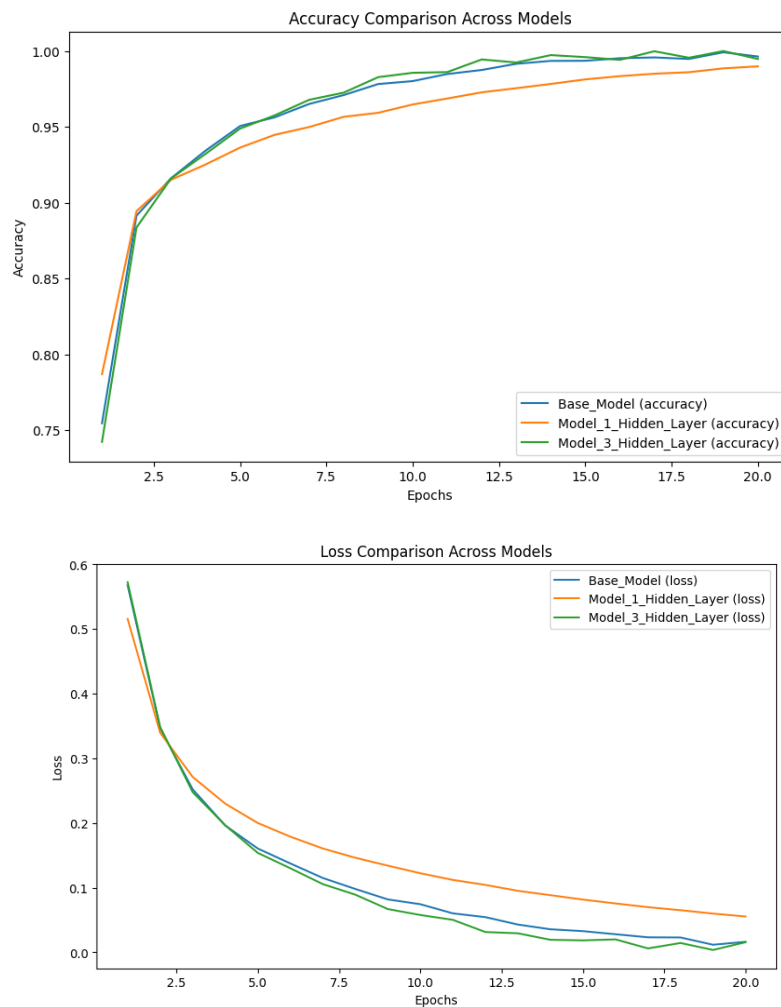 Accuracy Comparison Across Models
1.00
0.95
0.90
0.85
0.80
0.75
Accuracy
Base_Model (accuracy)
Model_1_Hidden_Layer (accuracy)
Model_3_Hidden_Layer (accuracy)
2.5 5.0 7.5 10.0 12.5 15.0 17.5 20.0
Epochs
Loss Comparison Across Models
0.6
0.5
0.4
0.3
0.2
0.1
0.0
Loss
Base_Model (loss)
Model_1_Hidden_Layer (loss)
Model_3_Hidden_Layer (loss)
2.5 5.0 7.5 10.0 12.5 15.0 17.5 20.0
Epochs